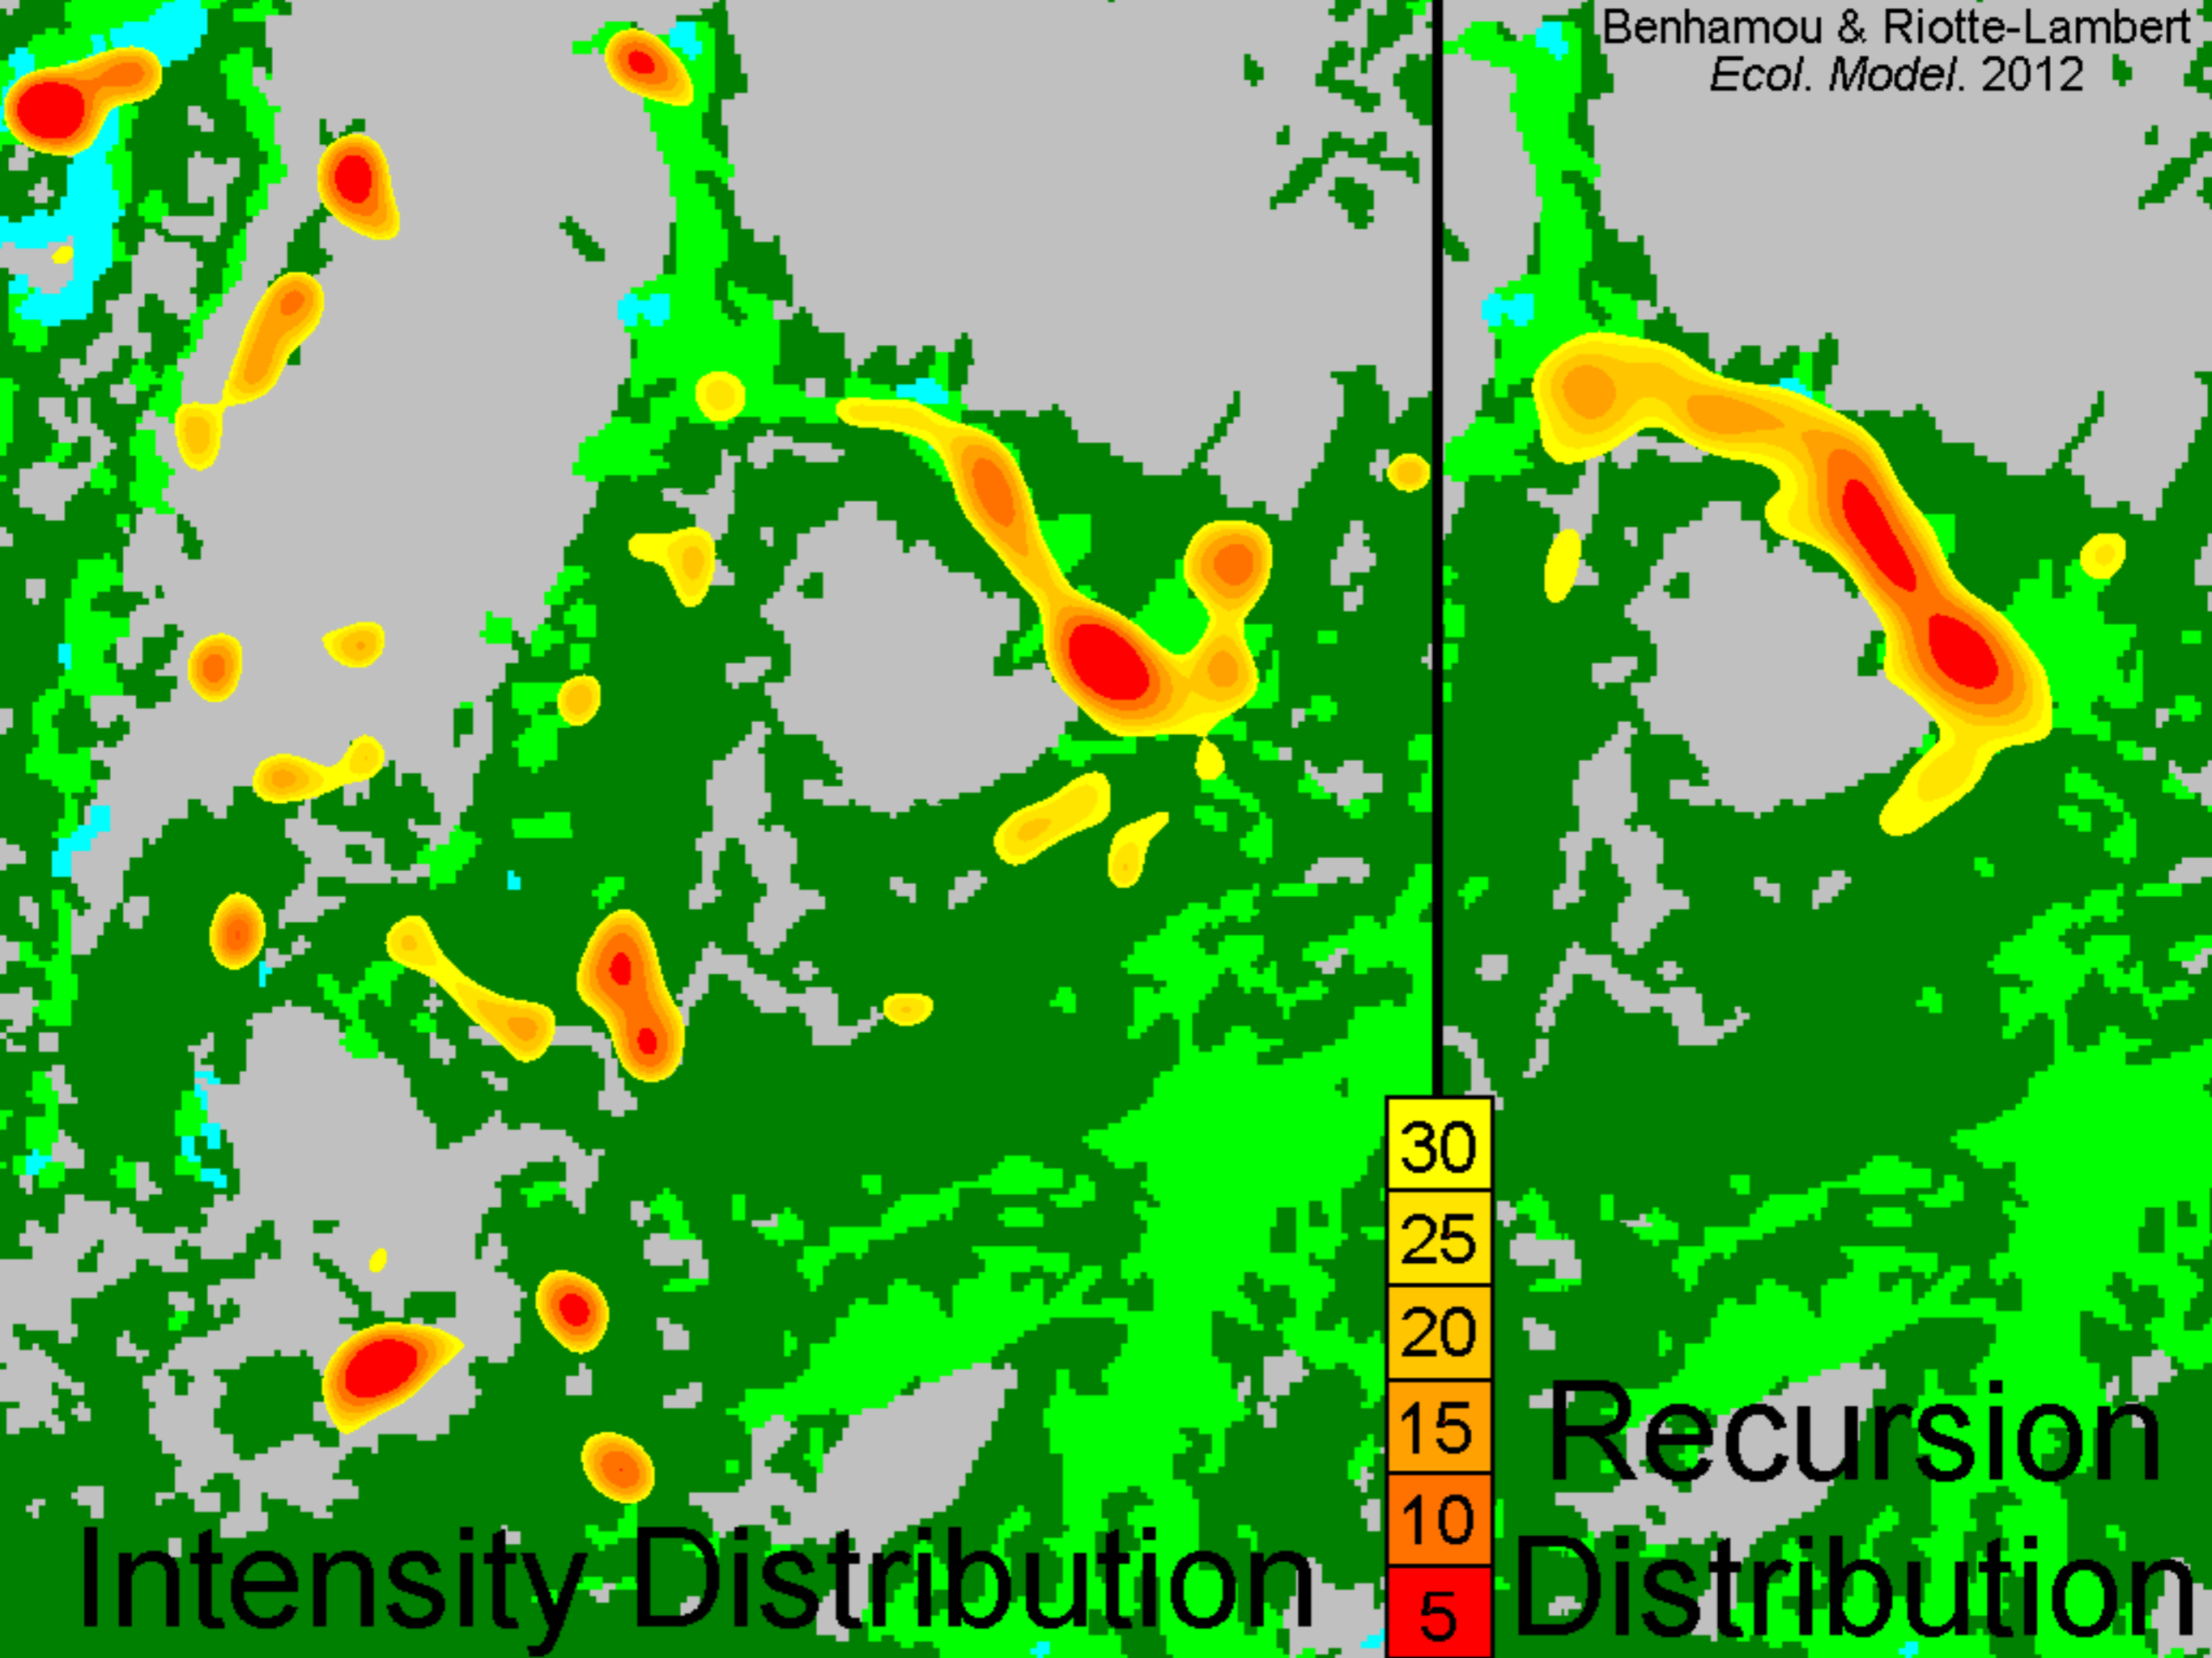 Benhamou & Riotte-Lambert
Ecol. Model. 2012
30
25
20
15
10
5
Intensity Distribution
Recursion
Distribution